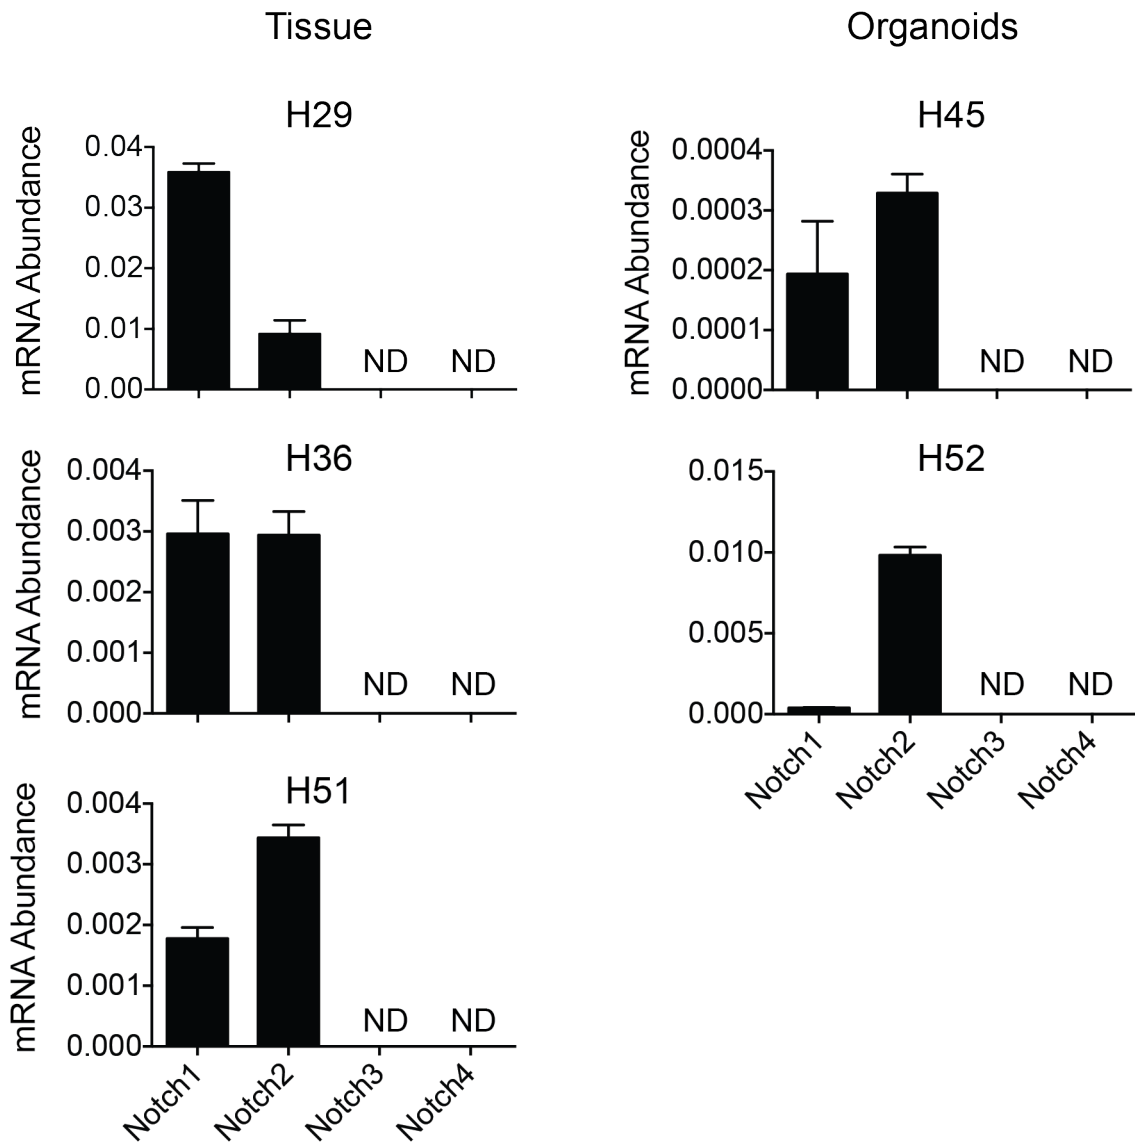 Tissue
Organoids
H29
mRNA Abundance
0.04
0.03
0.02
0.01
0.00
ND ND
H45
mRNA Abundance
0.0004
0.0003
0.0002
0.0001
0.0000
ND ND
H36
mRNA Abundance
0.004
0.003
0.002
0.001
0.000
ND ND
H52
0.015
0.010
0.005
0.000
ND ND
Notch1 Notch2 Notch3 Notch4
H51
mRNA Abundance
0.004
0.003
0.002
0.001
0.000
ND ND
Notch1 Notch2 Notch3 Notch4